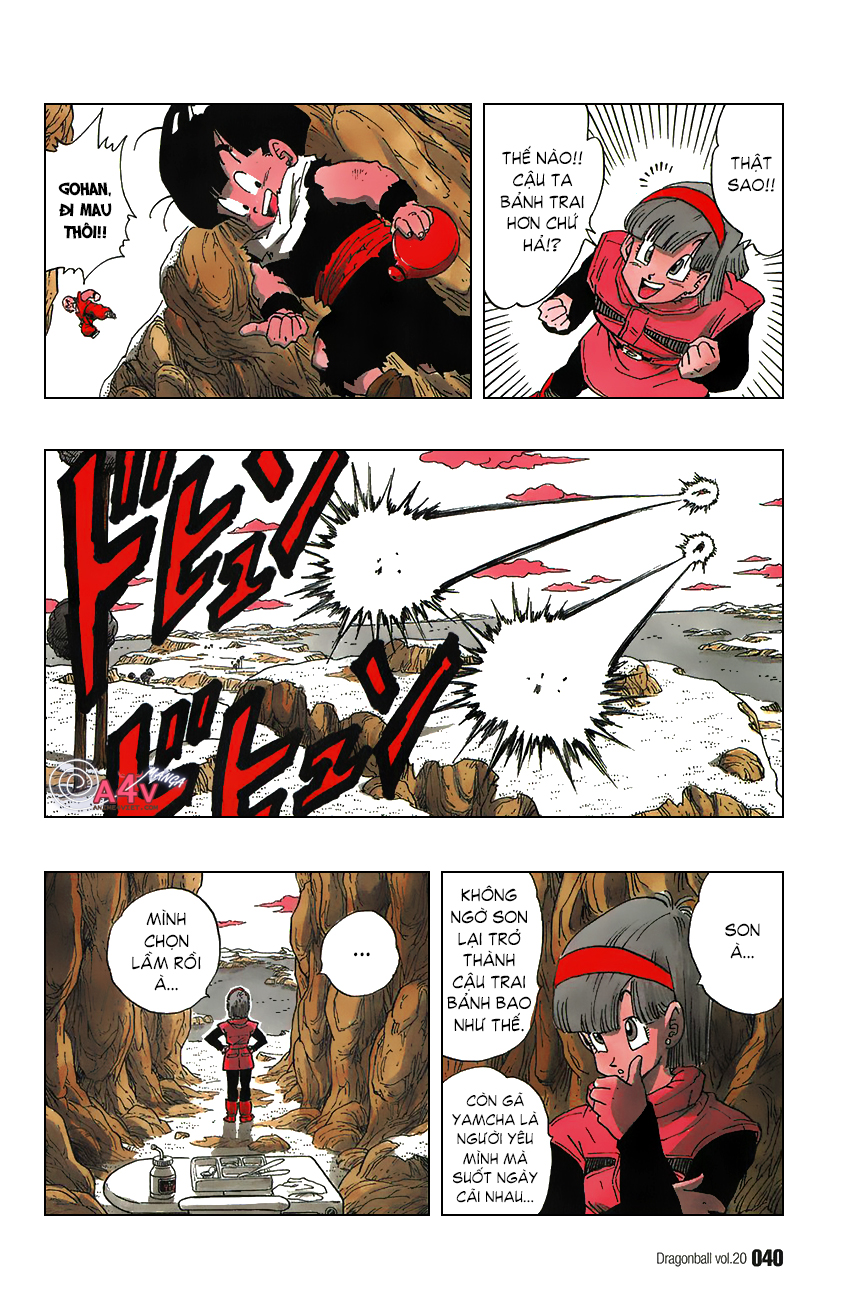 THẬT
SAO!!
THẾ NÀO!!
CẬU TA
BẢNH TRAI
HƠN CHỨ
HẢ!?
GOHAN,
ĐI MAU
THÔI!!
ドヒュン
ドヒュン
MANGA
A4V
SON
À...
KHÔNG
NGỜ SON
LẠI TRỞ
THÀNH
CẬU TRAI
BẢNH BAO
NHƯ THẾ.
CÒN GÃ
YAMCHA LÀ
NGƯỜI YÊU
MÌNH MÀ
SUỐT NGÀY
CÃI NHAU...
...
MÌNH
CHỌN
LẦM RỒI
À...
Dragonball vol.20 040